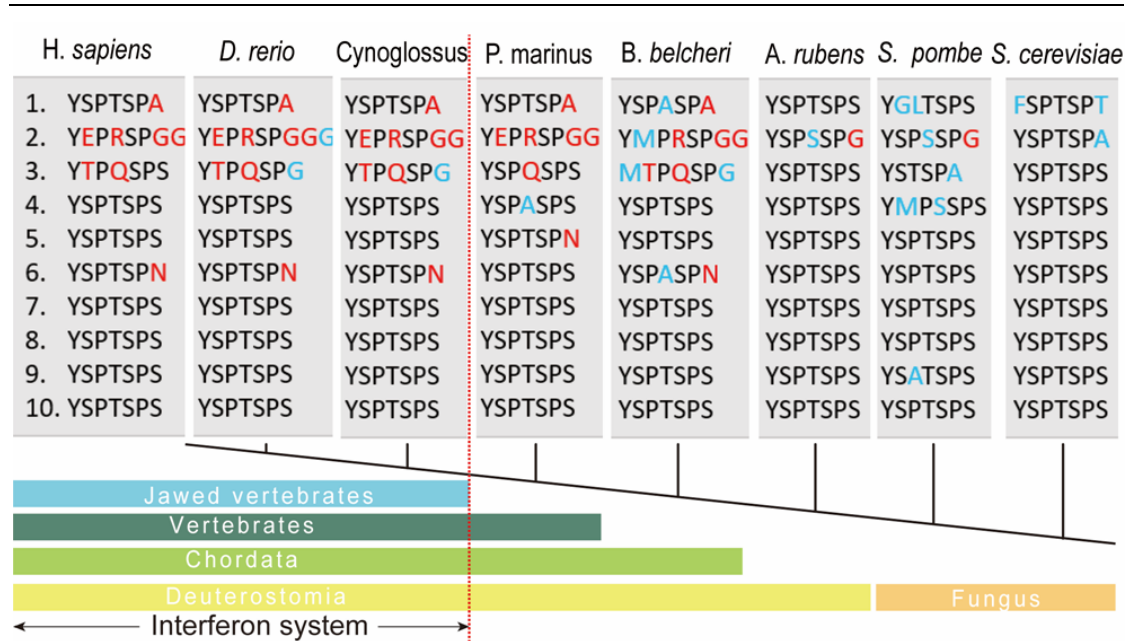 H. sapiens D. rerio Cynoglossus P. marinus B. belcheri A. rubens S. pombe S. cerevisiae
1. YSPTSPA YSPTSPA YSPTSPA YSPTSPA YSPASPA YSPTSPS YGLTSPS FSPTSPT
2. YEPRSPGG YEPRSPGGG YEPRSPGG YEPRSPGG YMPRSPGG YSPSSPG YSPSSPG YSPTSPA
3. YTPQSPS YTPQSPG YTPQSPG YSPQSPS MTPQSPG YSPTSPS YSTSPA YSPTSPS
4. YSPTSPS YSPTSPS YSPTSPS YSPASPS YSPTSPS YSPTSPS YMPSSPS YSPTSPS
5. YSPTSPS YSPTSPS YSPTSPS YSPTSPN YSPTSPS YSPTSPS YSPTSPS YSPTSPS
6. YSPTSPN YSPTSPN YSPTSPN YSPTSPS YSPASPN YSPTSPS YSPTSPS YSPTSPS
7. YSPTSPS YSPTSPS YSPTSPS YSPTSPS YSPTSPS YSPTSPS YSPTSPS YSPTSPS
8. YSPTSPS YSPTSPS YSPTSPS YSPTSPS YSPTSPS YSPTSPS YSPTSPS YSPTSPS
9. YSPTSPS YSPTSPS YSPTSPS YSPTSPS YSPTSPS YSPTSPS YSATSPS YSPTSPS
10. YSPTSPS YSPTSPS YSPTSPS YSPTSPS YSPTSPS YSPTSPS YSPTSPS YSPTSPS
Jawed vertebrates
Vertebrates
Chordata
Deuterostomia Fungus
Interferon system